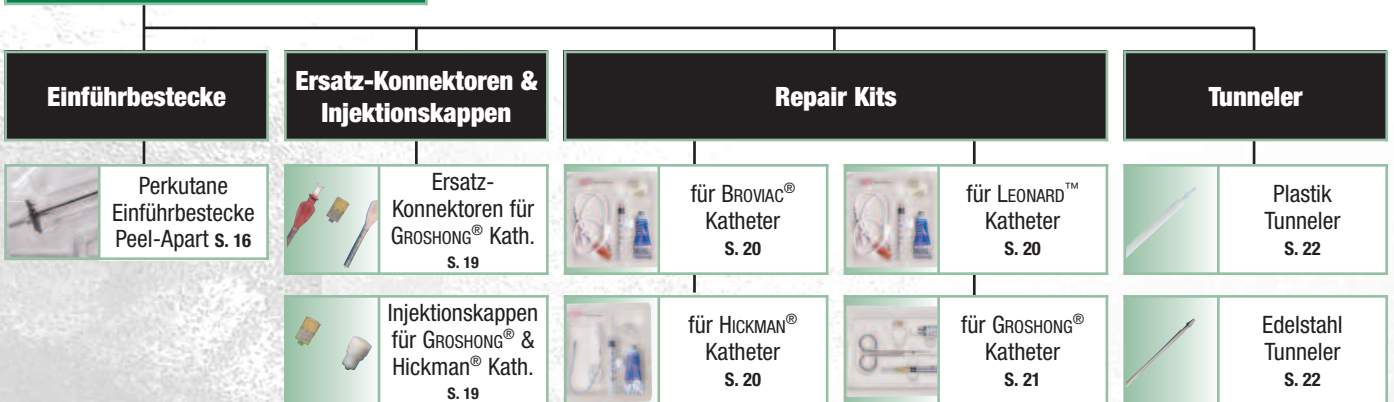 Einführbestecke
Ersatz-Konnektoren &
Injektionskappen
Repair Kits
Tunneler
Perkutane
Einführbestecke
Peel-Apart S. 16
Ersatz-
Konnektoren für
GROSHONG® Kath.
S. 19
Injektionskappen
für GROSHONG® &
Hickman® Kath.
S. 19
für BROVIAC®
Katheter
S. 20
für HICKMAN®
Katheter
S. 20
für LEONARD™
Katheter
S. 20
für GROSHONG®
Katheter
S. 21
Plastik
Tunneler
S. 22
Edelstahl
Tunneler
S. 22